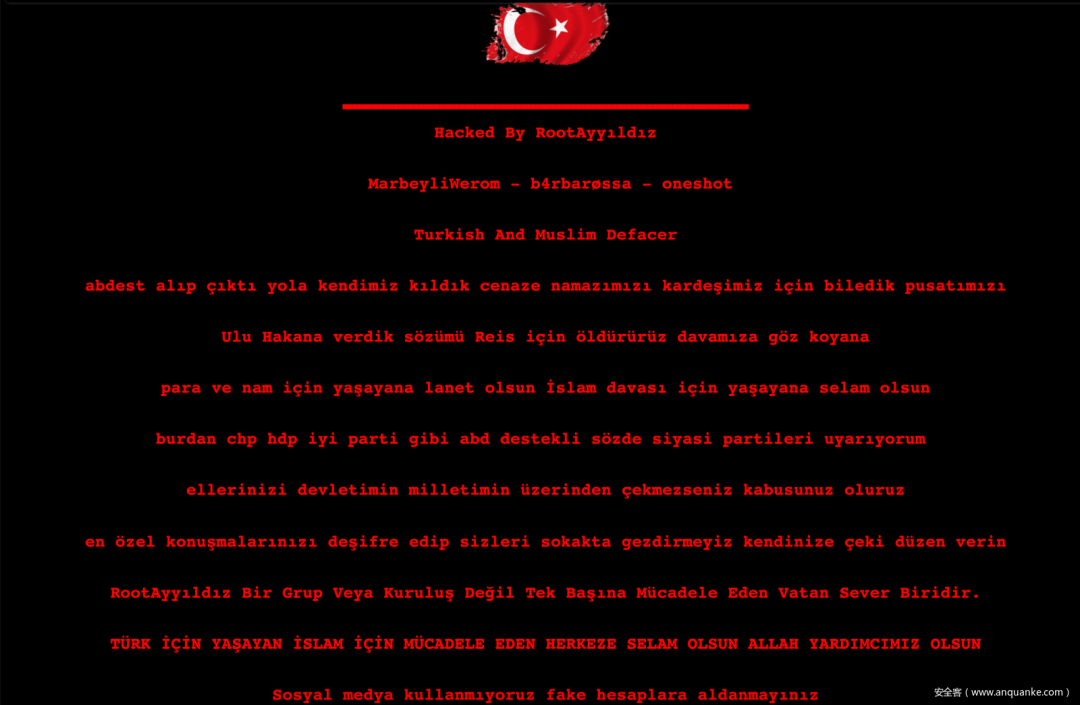 Hacked By RootAyyıldız
MarbeyliWerom - b4rbarøssa - oneshot
Turkish And Muslim Defacer
abdest alıp çıktı yola kendimiz kıldık cenaze namazımızı kardeşimiz için biledik pusatımızı
Ulu Hakana verdik sözümü Reis için öldürürüz davamıza göz koyana
para ve nam için yaşayana lanet olsun İslam davası için yaşayana selam olsun
burdan chp hdp iyi parti gibi abd destekli sözde siyasi partileri uyarıyorum
ellerinizi devletimin milletimin üzerinden çekmezseniz kabusunuz oluruz
en özel konuşmalarınızı deşifre edip sizleri sokakta gezdirmeyiz kendinize çeki düzen verin
RootAyyıldız Bir Grup Veya Kuruluş Değil Tek Başına Mücadele Eden Vatan Sever Biridir.
TÜRK İÇİN YAŞAYAN İSLAM İÇİN MÜCADELE EDEN HERKEZE SELAM OLSUN ALLAH YARDIMCIMIZ OLSUN
Sosyal medya kullanmıyoruz fake hesaplara aldanmayınız
安全客（www.anquanke.com）